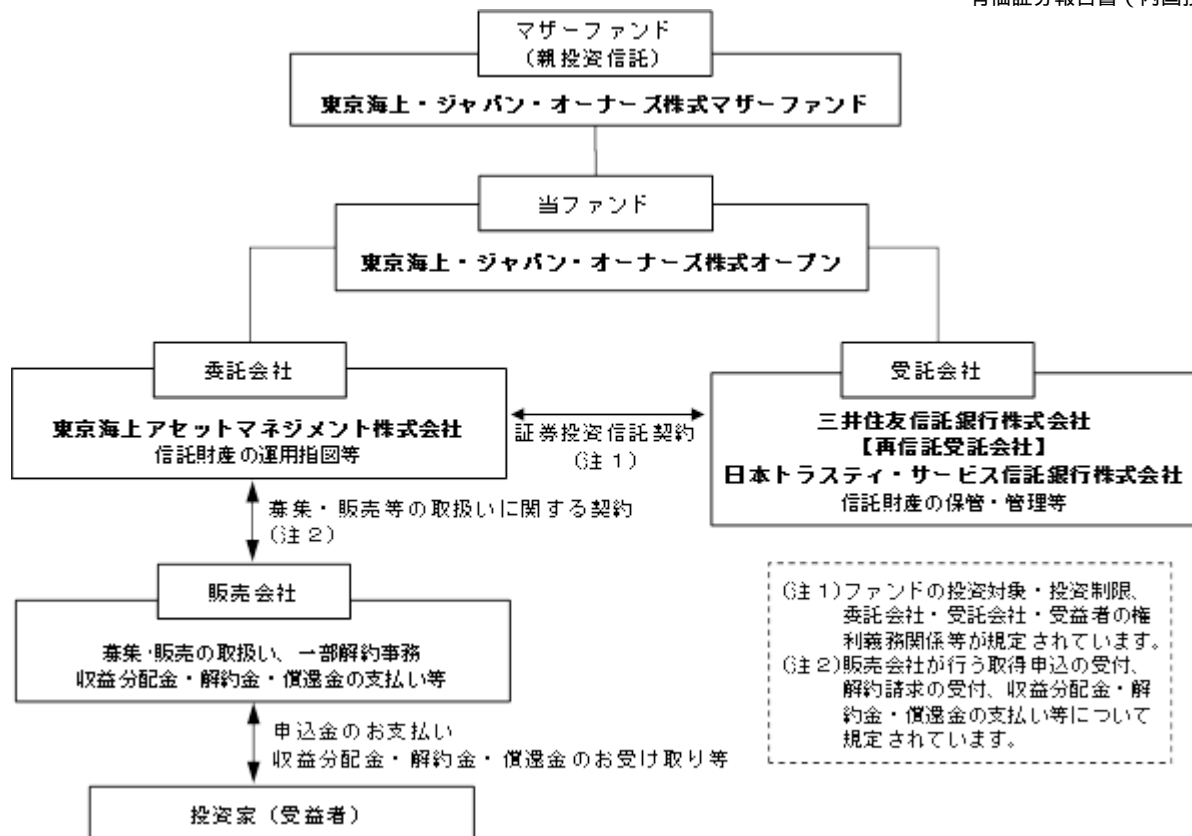 マザーファンド
(親投資信託)
東京海上・ジャパン・オーナーズ株式マザーファンド
当ファンド
東京海上・ジャパン・オーナーズ株式オープン
委託会社
東京海上アセットマネジメント株式会社
信託財産の運用指図等
証券投資信託契約
(注1)
受託会社
三井住友信託銀行株式会社
【再信託受託会社】
日本トラスティ・サービス信託銀行株式会社
信託財産の保管・管理等
募集・販売等の取扱いに関する契約
(注2)
販売会社
募集・販売の取扱い、一部解約事務
収益分配金・解約金・償還金の支払い等
申込金のお支払い
収益分配金・解約金・償還金のお受け取り等
投資家(受益者)
(注1)ファンドの投資対象・投資制限、
委託会社・受託会社・受益者の権
利義務関係等が規定されています。
(注2)販売会社が行う取得申込の受付、
解約請求の受付、収益分配金・解
約金・償還金の支払い等について
規定されています。